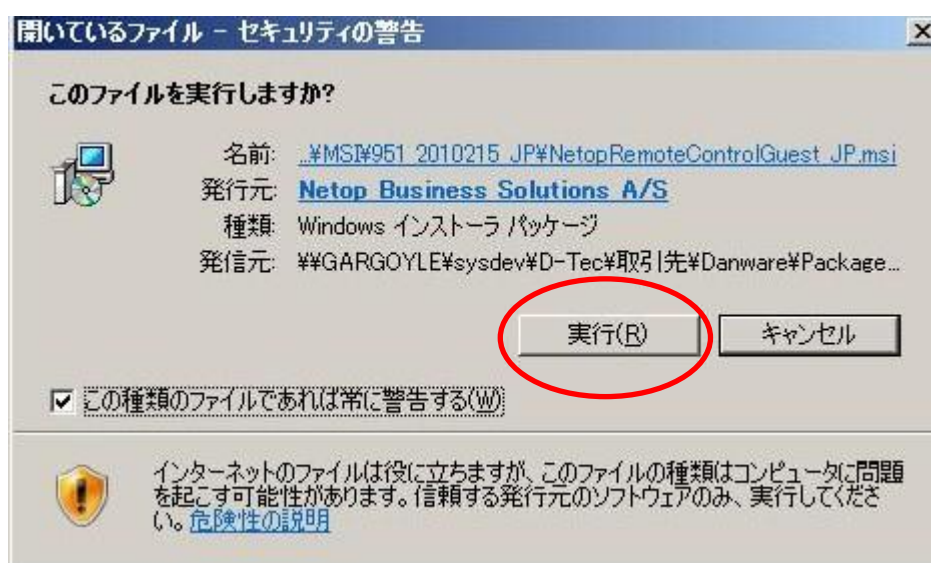 開いているファイル - セキュリティの警告
このファイルを実行しますか?
名前: ...¥MSI¥951_2010215_JP¥NetopRemoteControlGuest_JP.msi
発行元: Netop Business Solutions A/S
種類: Windows インストーラ パッケージ
発信元: ¥¥GARGOYLE¥sysdev¥D-Tec¥取引先¥Danware¥Package...
実行(R) キャンセル
この種類のファイルであれば常に警告する(W)
インターネットのファイルは役に立ちますが、このファイルの種類はコンピュータに問題
を起こす可能性があります。信頼する発行元のソフトウェアのみ、実行してくださ
い。危険性の説明